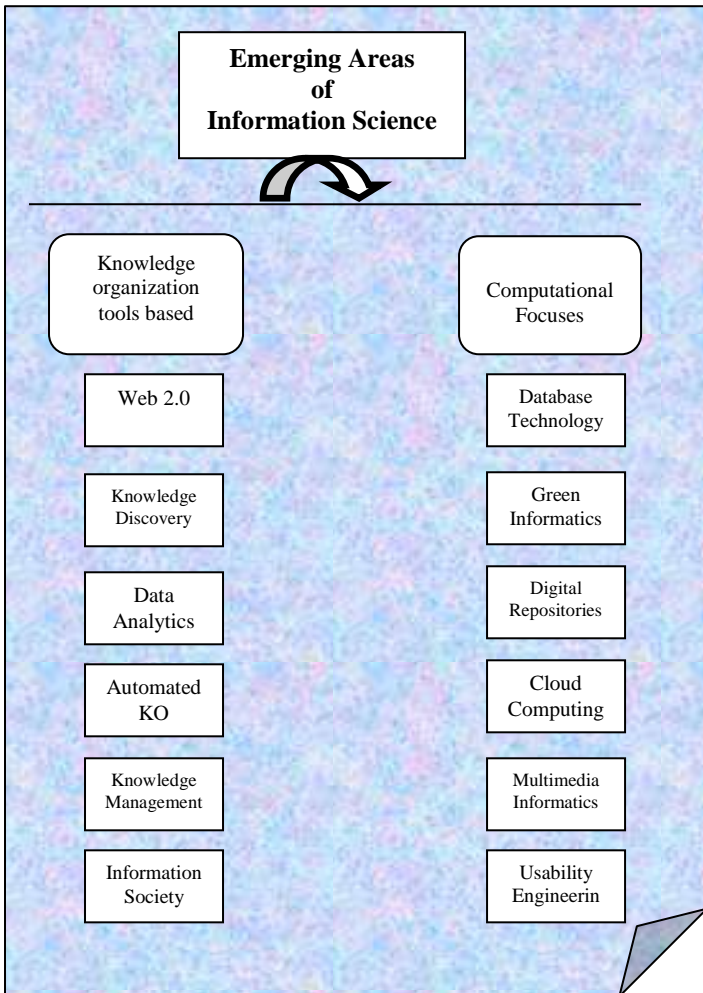 Emerging Areas
of
Information Science
Knowledge
organization
tools based
Web 2.0
Knowledge
Discovery
Data
Analytics
Automated
KO
Knowledge
Management
Information
Society
Computational
Focuses
Database
Technology
Green
Informatics
Digital
Repositories
Cloud
Computing
Multimedia
Informatics
Usability
Engineerin